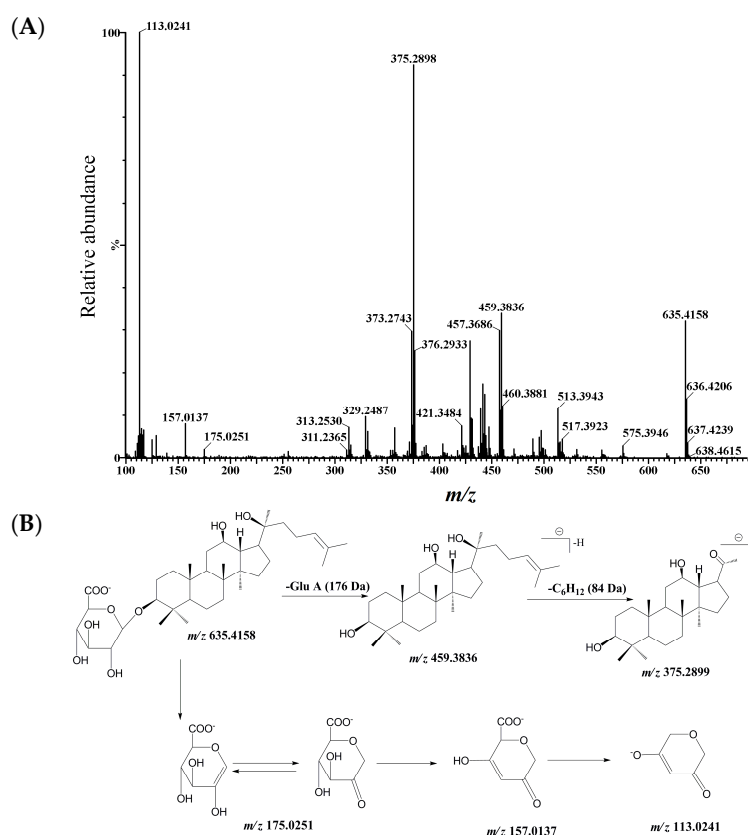 (A)
100
113.0241
375.2898
Relative abundance
%
373.2743
459.3836
457.3686
635.4158
376.2933
636.4206
460.3881
157.0137
329.2487
313.2530
421.3484
513.3943
637.4239
175.0251
311.2365
517.3923
575.3946
638.4615
0
100 150 200 250 300 350 400 450 500 550 600 650
m/z
(B)
HO
HO H
COO⁻
O O
OH
HO
OH
m/z 635.4158
-Glu A (176 Da)
HO
HO H
⊖
-H
HO
m/z 459.3836
-C₆H₁₂ (84 Da)
⊖
O
HO H
HO
m/z 375.2899
COO⁻
O
OH
OH
OH
m/z 175.0251
COO⁻
O
OH
OH
O
COO⁻
O
HO
O
m/z 157.0137
⁻O
O
O
m/z 113.0241